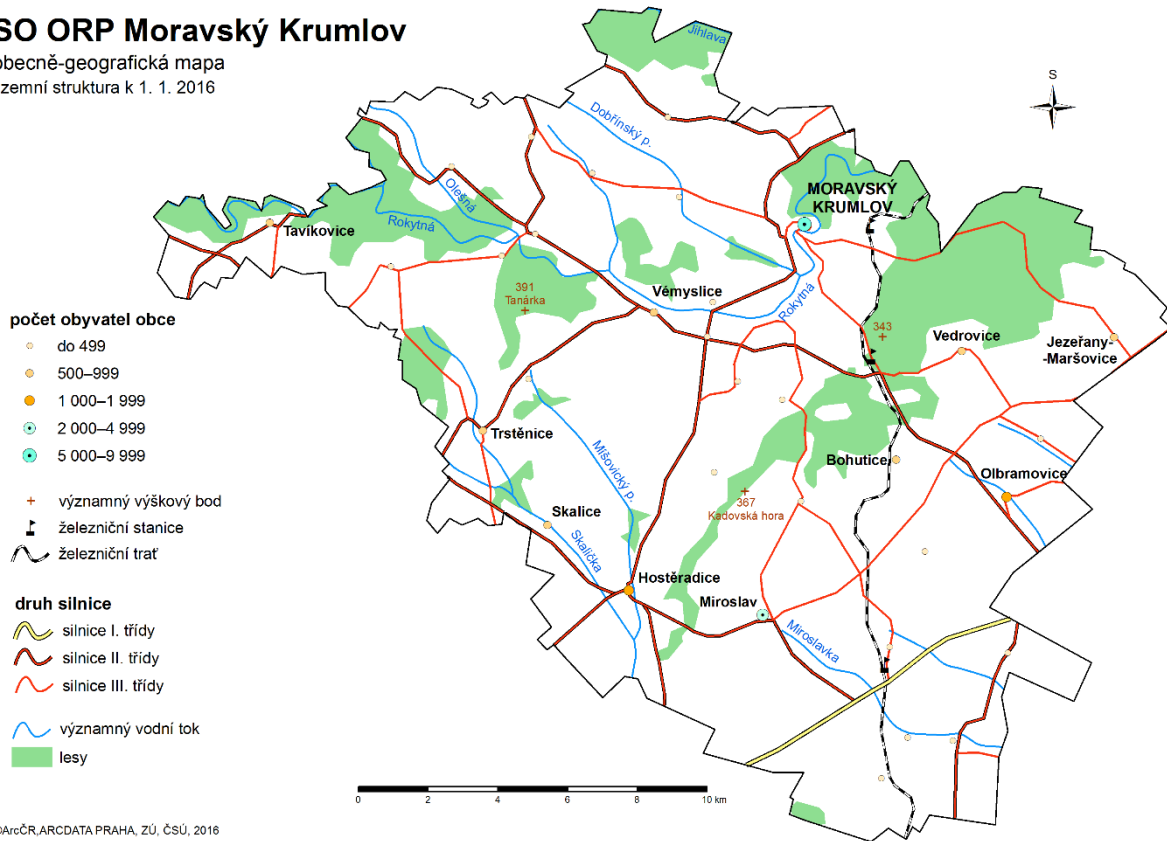 SO ORP Moravský Krumlov
obecně-geografická mapa
zemní struktura k 1. 1. 2016
S
Jihlava
Dobřínský p.
MORAVSKÝ
KRUMLOV
Olešná
Rokytná
Tavíkovice
391
Tanárka
Vémyslice
Rokytná
343
Vedrovice
Jezeřany-
-Maršovice
počet obyvatel obce
do 499
500–999
1 000–1 999
2 000–4 999
5 000–9 999
Trstěnice
Mišovický p.
Bohutice
Olbramovice
367
Kadovská hora
Skalice
Skalička
významný výškový bod
železniční stanice
železniční trať
Hostěradice
Miroslav
Miroslavka
druh silnice
silnice I. třídy
silnice II. třídy
silnice III. třídy
významný vodní tok
lesy
0 2 4 6 8 10 km
©ArcČR,ARCDATA PRAHA, ZÚ, ČSÚ, 2016